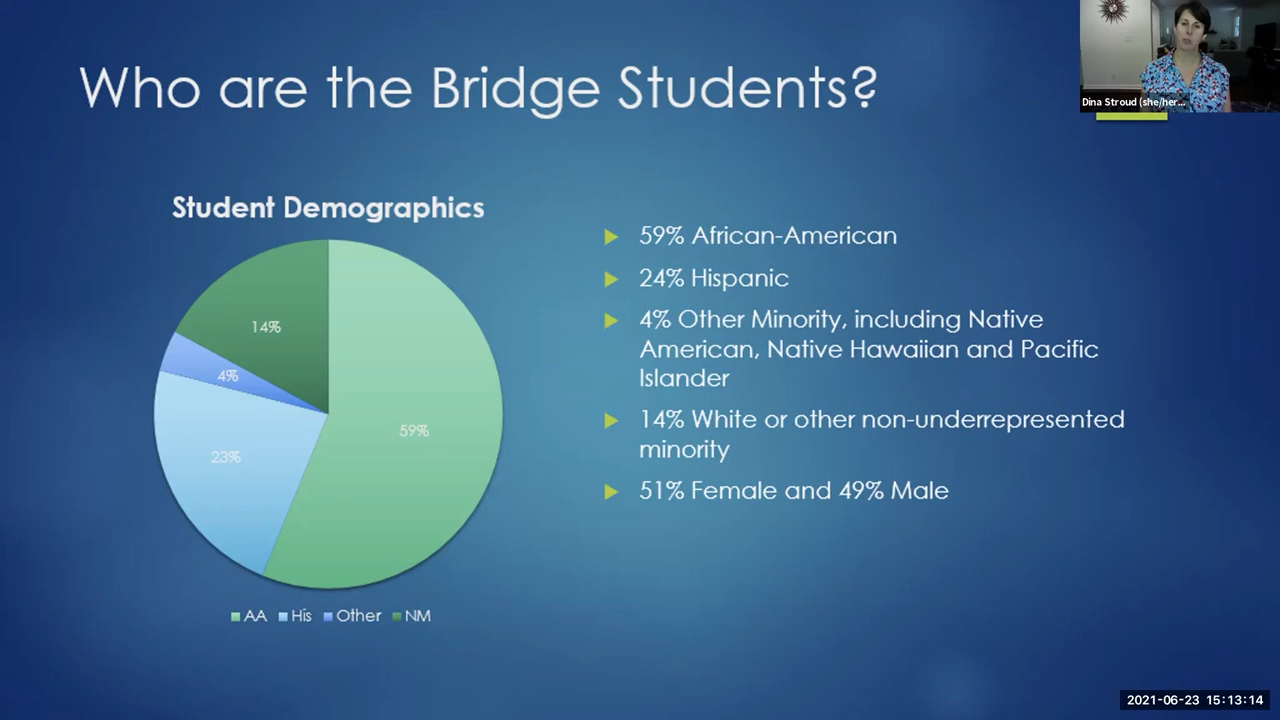 Who are the Bridge Students?
Dina Stroud (she/her...
Student Demographics
14%
4%
23%
59%
AA His Other NM
59% African-American
24% Hispanic
4% Other Minority, including Native
American, Native Hawaiian and Pacific
Islander
14% White or other non-underrepresented
minority
51% Female and 49% Male
2021-06-23 15:13:14